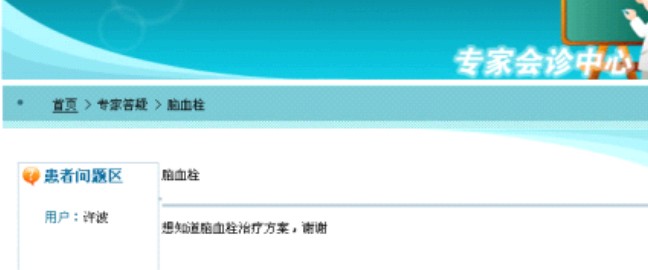 专家会诊中心
首页 > 专家答疑 > 脑血栓
患者问题区
脑血栓
用户：许波
想知道脑血栓治疗方案，谢谢